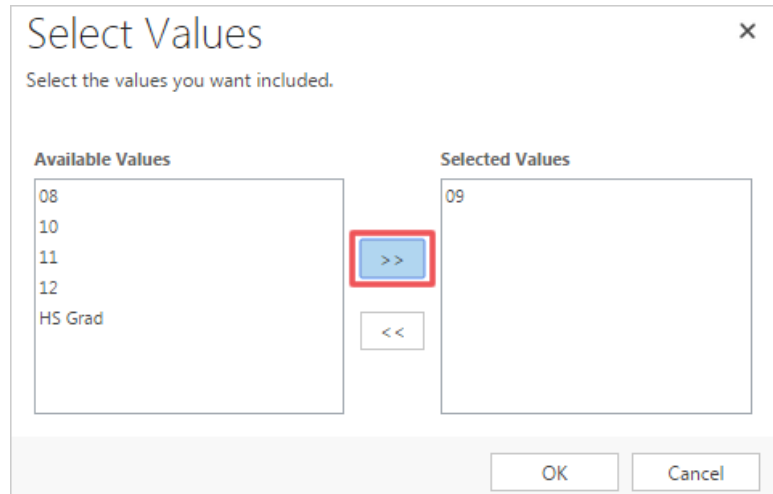 Select Values
×
Select the values you want included.
Available Values
08
10
11
12
HS Grad
>>
<<
Selected Values
09
OK
Cancel